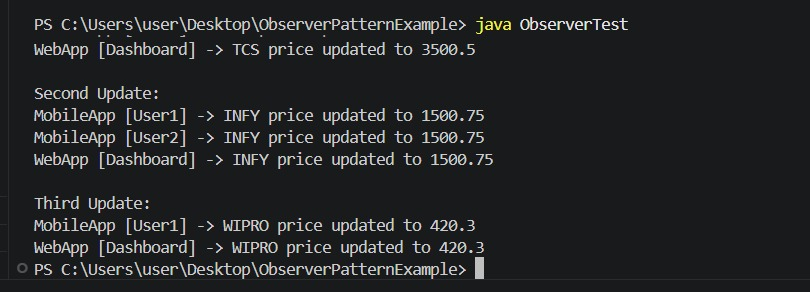 PS C:\Users\user\Desktop\ObserverPatternExample> java ObserverTest
WebApp [Dashboard] -> TCS price updated to 3500.5
Second Update:
MobileApp [User1] -> INFY price updated to 1500.75
MobileApp [User2] -> INFY price updated to 1500.75
WebApp [Dashboard] -> INFY price updated to 1500.75
Third Update:
MobileApp [User1] -> WIPRO price updated to 420.3
WebApp [Dashboard] -> WIPRO price updated to 420.3
PS C:\Users\user\Desktop\ObserverPatternExample>